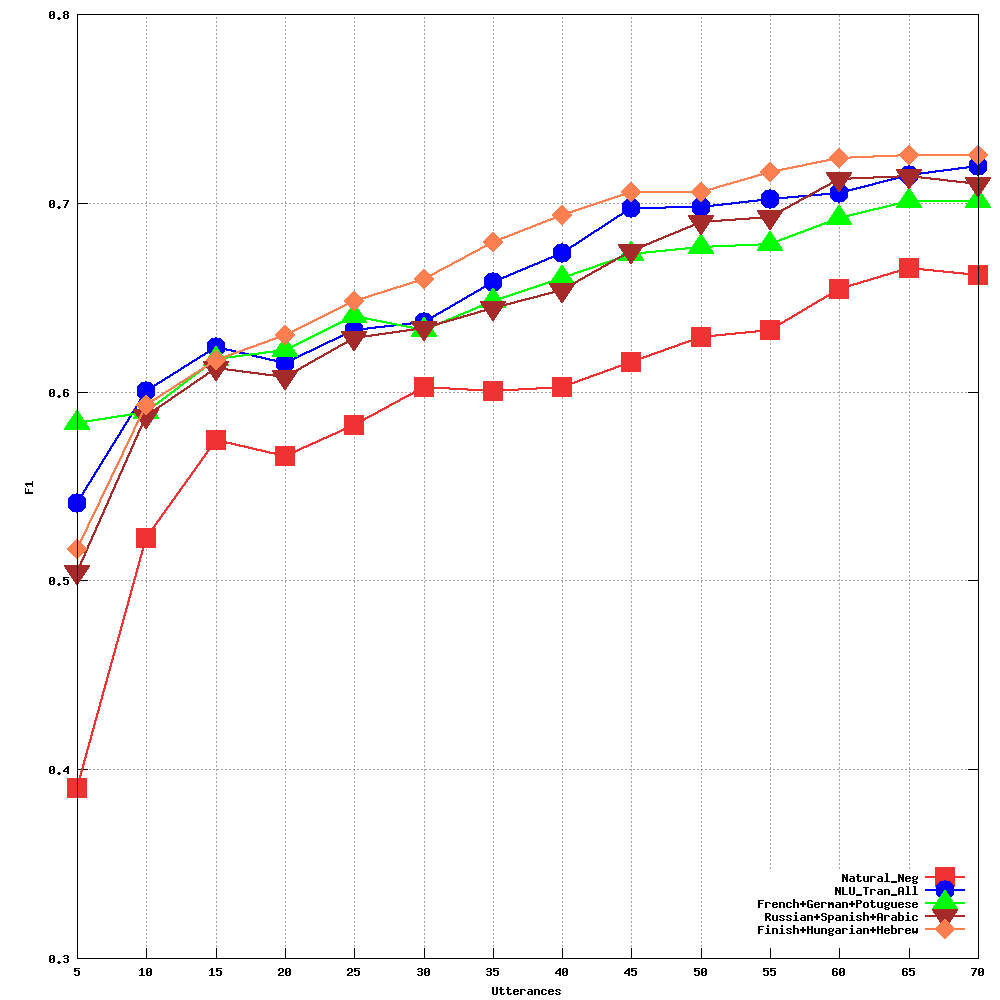 0.8
0.7
0.6
0.5
0.4
0.3
F1
5 10 15 20 25 30 35 40 45 50 55 60 65 70
Utterances
Natural_Neg
NLU_Tran_All
French+German+Potuguese
Russian+Spanish+Arabic
Finish+Hungarian+Hebrew